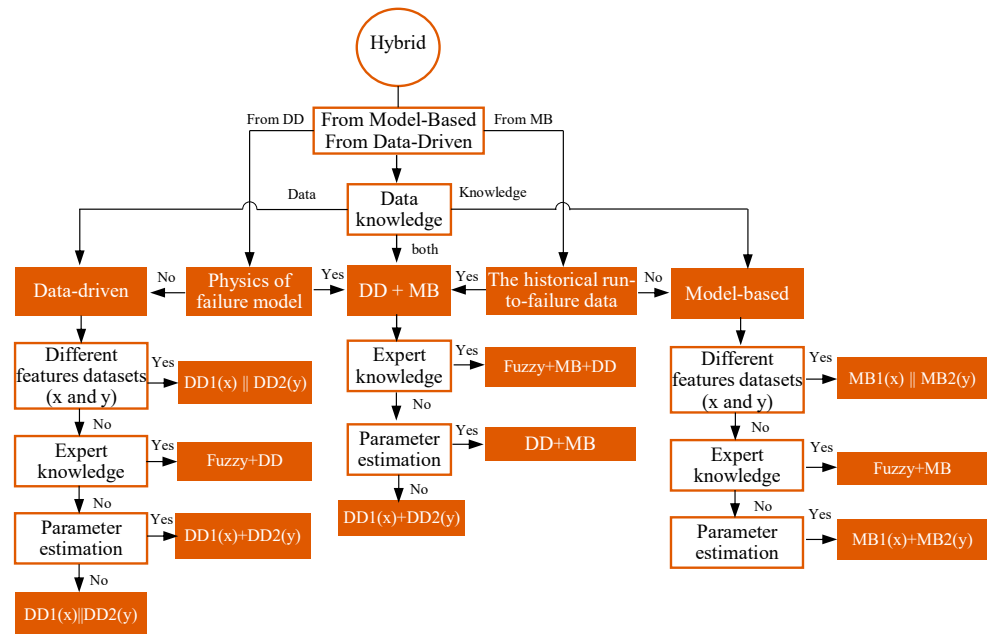 Hybrid
From DD
From Model-Based
From Data-Driven
From MB
Data
Data
knowledge
Knowledge
both
Data-driven
No
Physics of
failure model
Yes
DD + MB
Yes
The historical run-
to-failure data
No
Model-based
Different
features datasets
(x and y)
Yes
DD1(x) || DD2(y)
No
Expert
knowledge
Yes
Fuzzy+DD
No
Parameter
estimation
Yes
DD1(x)+DD2(y)
No
DD1(x)||DD2(y)
Expert
knowledge
Yes
Fuzzy+MB+DD
No
Parameter
estimation
Yes
DD+MB
No
DD1(x)+DD2(y)
Different
features datasets
(x and y)
Yes
MB1(x) || MB2(y)
No
Expert
knowledge
Yes
Fuzzy+MB
No
Parameter
estimation
Yes
MB1(x)+MB2(y)